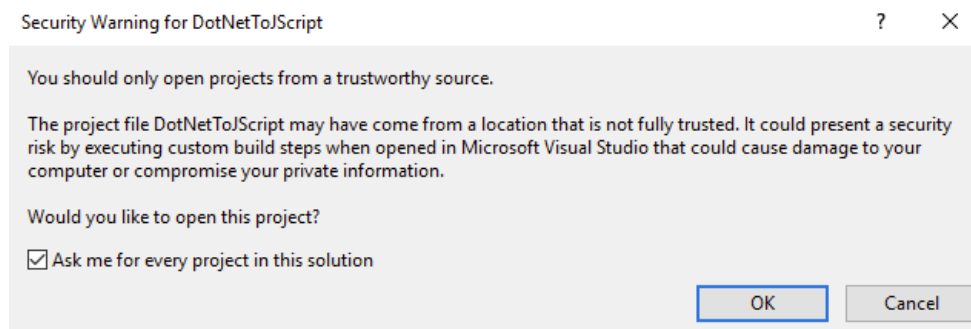 Security Warning for DotNetToJScript ?
You should only open projects from a trustworthy source.
The project file DotNetToJScript may have come from a location that is not fully trusted. It could present a security
risk by executing custom build steps when opened in Microsoft Visual Studio that could cause damage to your
computer or compromise your private information.
Would you like to open this project?
Ask me for every project in this solution
OK Cancel